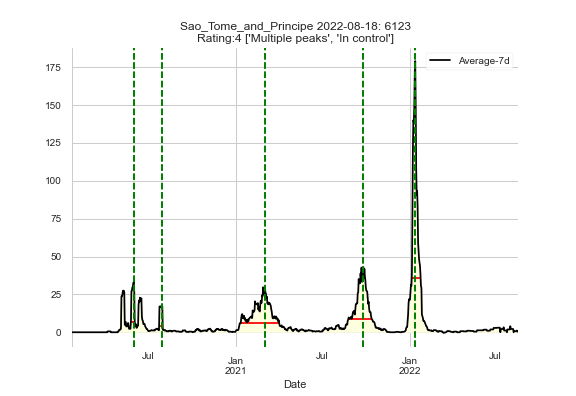 Sao_Tome_and_Principe 2022-08-18: 6123
Rating:4 ['Multiple peaks', 'In control']
Average-7d
175
150
125
100
75
50
25
0
Jul
Jan
2021
Jul
Jan
2022
Jul
Date